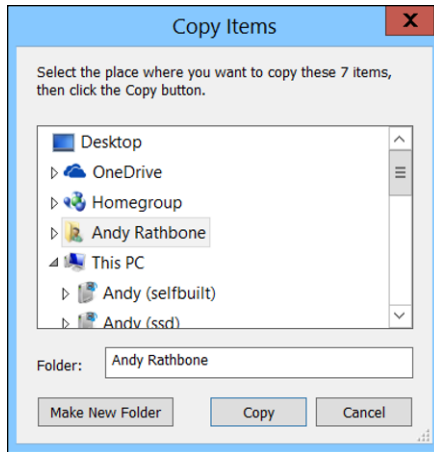 Copy Items
X
Select the place where you want to copy these 7 items,
then click the Copy button.
Desktop
OneDrive
Homegroup
Andy Rathbone
This PC
Andy (selfbuilt)
Andy (ssd)
Folder: Andy Rathbone
Make New Folder Copy Cancel